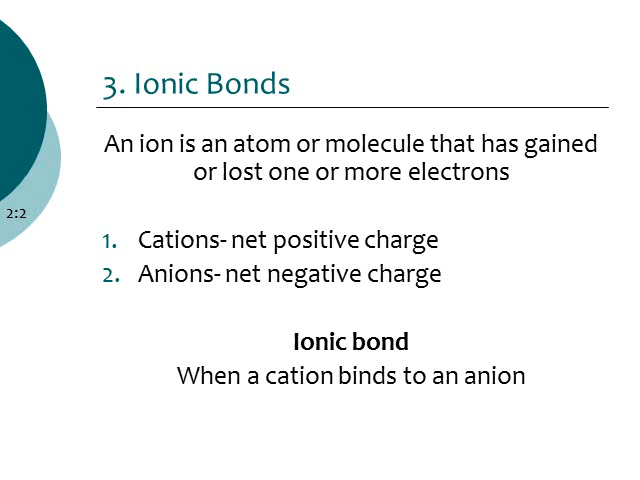 3. Ionic Bonds
An ion is an atom or molecule that has gained
or lost one or more electrons
2:2
1. Cations- net positive charge
2. Anions- net negative charge
Ionic bond
When a cation binds to an anion